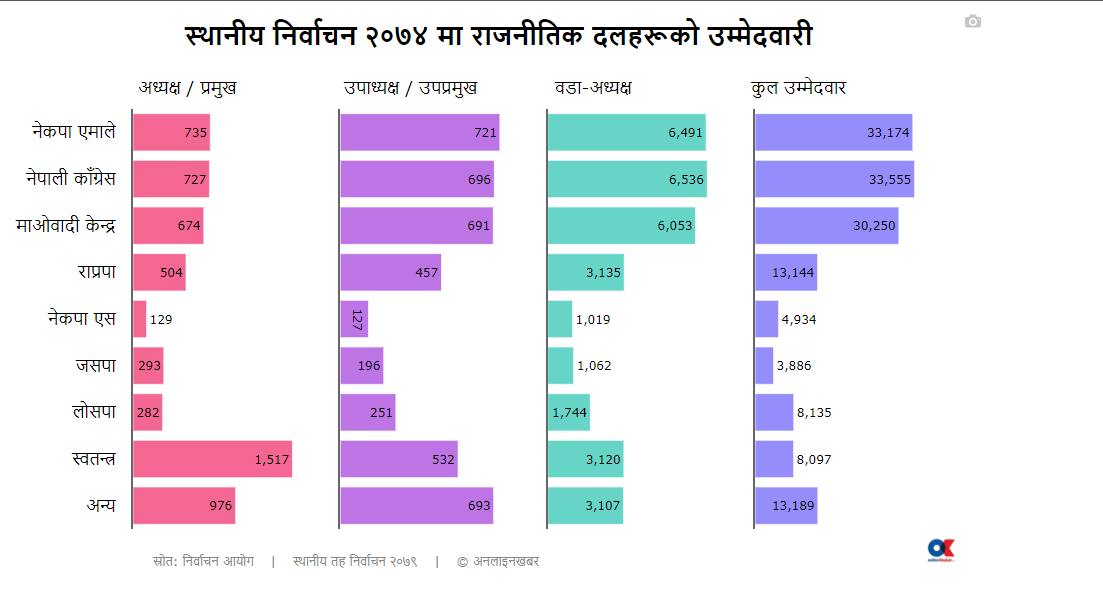 स्थानीय निर्वाचन २०७४ मा राजनीतिक दलहरूको उम्मेदवारी
अध्यक्ष / प्रमुख उपाध्यक्ष / उपप्रमुख वडा-अध्यक्ष कुल उम्मेदवार
नेकपा एमाले 735 721 6,491 33,174
नेपाली काँग्रेस 727 696 6,536 33,555
माओवादी केन्द्र 674 691 6,053 30,250
राप्रपा 504 457 3,135 13,144
नेकपा एस 129 127 1,019 4,934
जसपा 293 196 1,062 3,886
लोसपा 282 251 1,744 8,135
स्वतन्त्र 1,517 532 3,120 8,097
अन्य 976 693 3,107 13,189
स्रोत: निर्वाचन आयोग | स्थानीय तह निर्वाचन २०७९ | © अनलाइनखबर